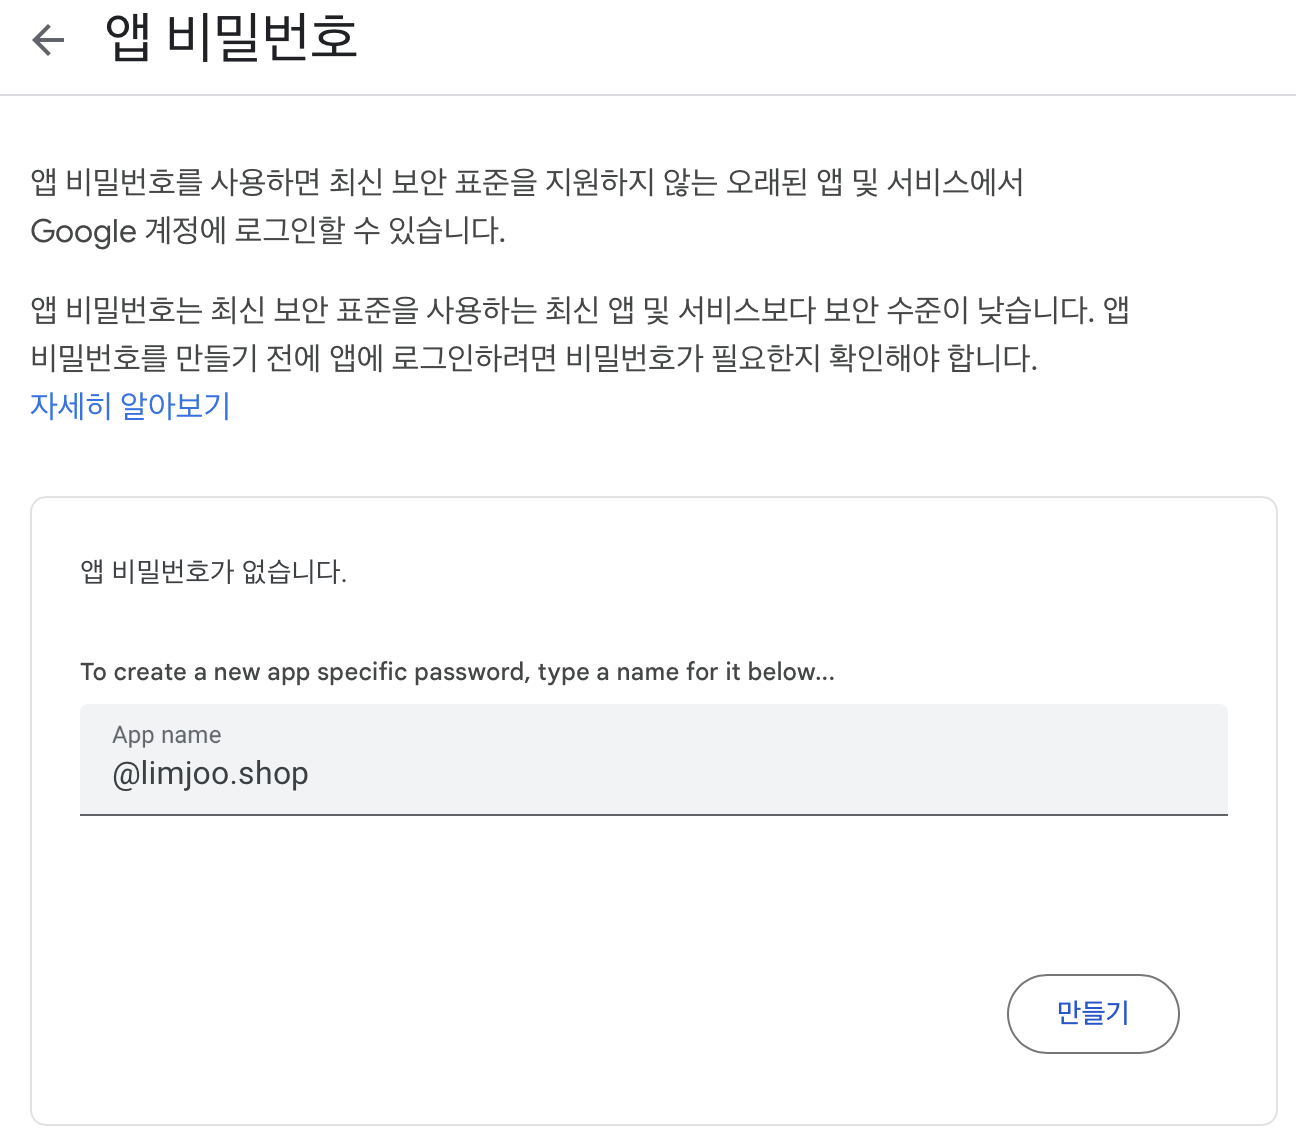 앱 비밀번호
앱 비밀번호를 사용하면 최신 보안 표준을 지원하지 않는 오래된 앱 및 서비스에서
Google 계정에 로그인할 수 있습니다.
앱 비밀번호는 최신 보안 표준을 사용하는 최신 앱 및 서비스보다 보안 수준이 낮습니다. 앱
비밀번호를 만들기 전에 앱에 로그인하려면 비밀번호가 필요한지 확인해야 합니다.
자세히 알아보기
앱 비밀번호가 없습니다.
To create a new app specific password, type a name for it below...
App name
@limjoo.shop
만들기